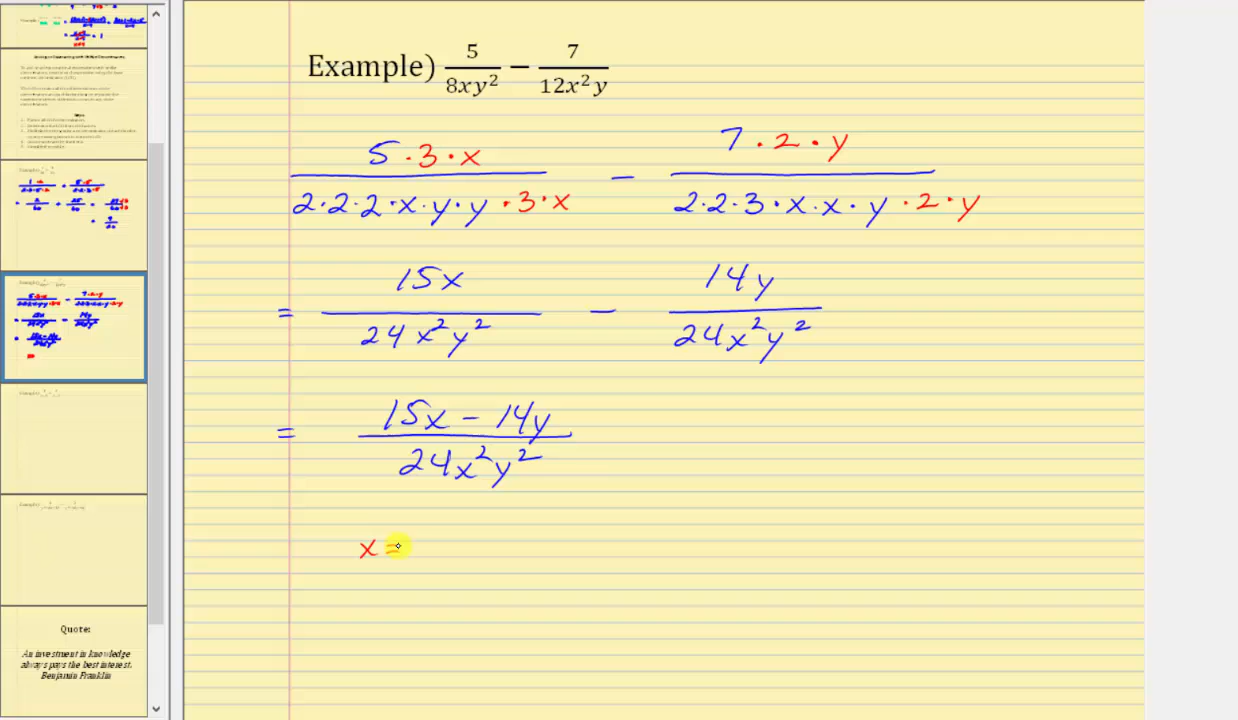 Example) 5/(8xy²) − 7/(12x²y)
5 · 3 · x / (2·2·2·x·y·y·3·x) − 7 · 2 · y / (2·2·3·x·x·y·2·y)
= 15x / (24x²y²) − 14y / (24x²y²)
= (15x − 14y) / (24x²y²)
x =
Quote:
An investment in knowledge
always pays the best interest.
Benjamin Franklin